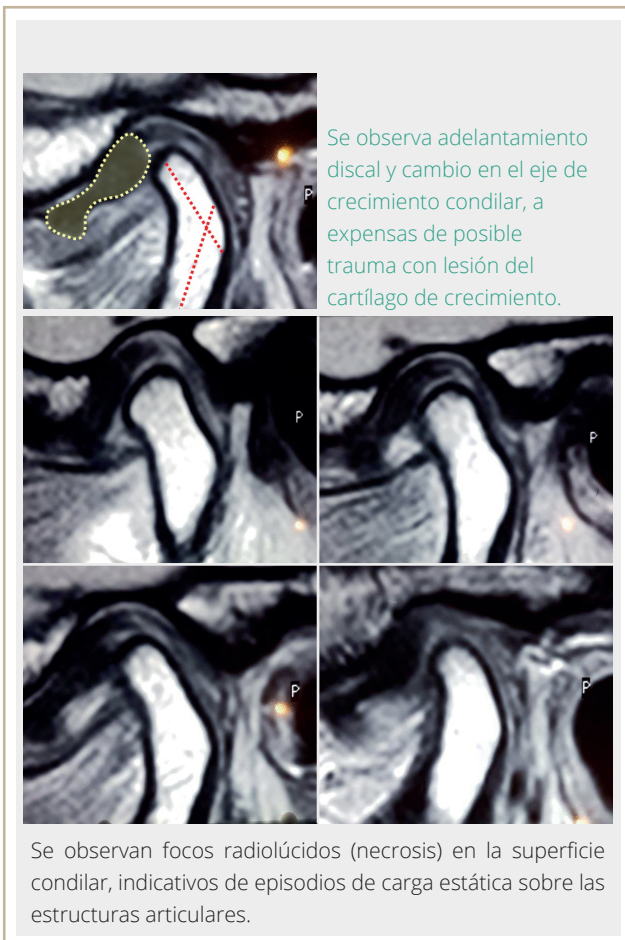 Se observa adelantamiento
discal y cambio en el eje de
crecimiento condilar, a
expensas de posible
trauma con lesión del
cartílago de crecimiento.
P
P
P
P
P
Se observan focos radiolúcidos (necrosis) en la superficie
condilar, indicativos de episodios de carga estática sobre las
estructuras articulares.